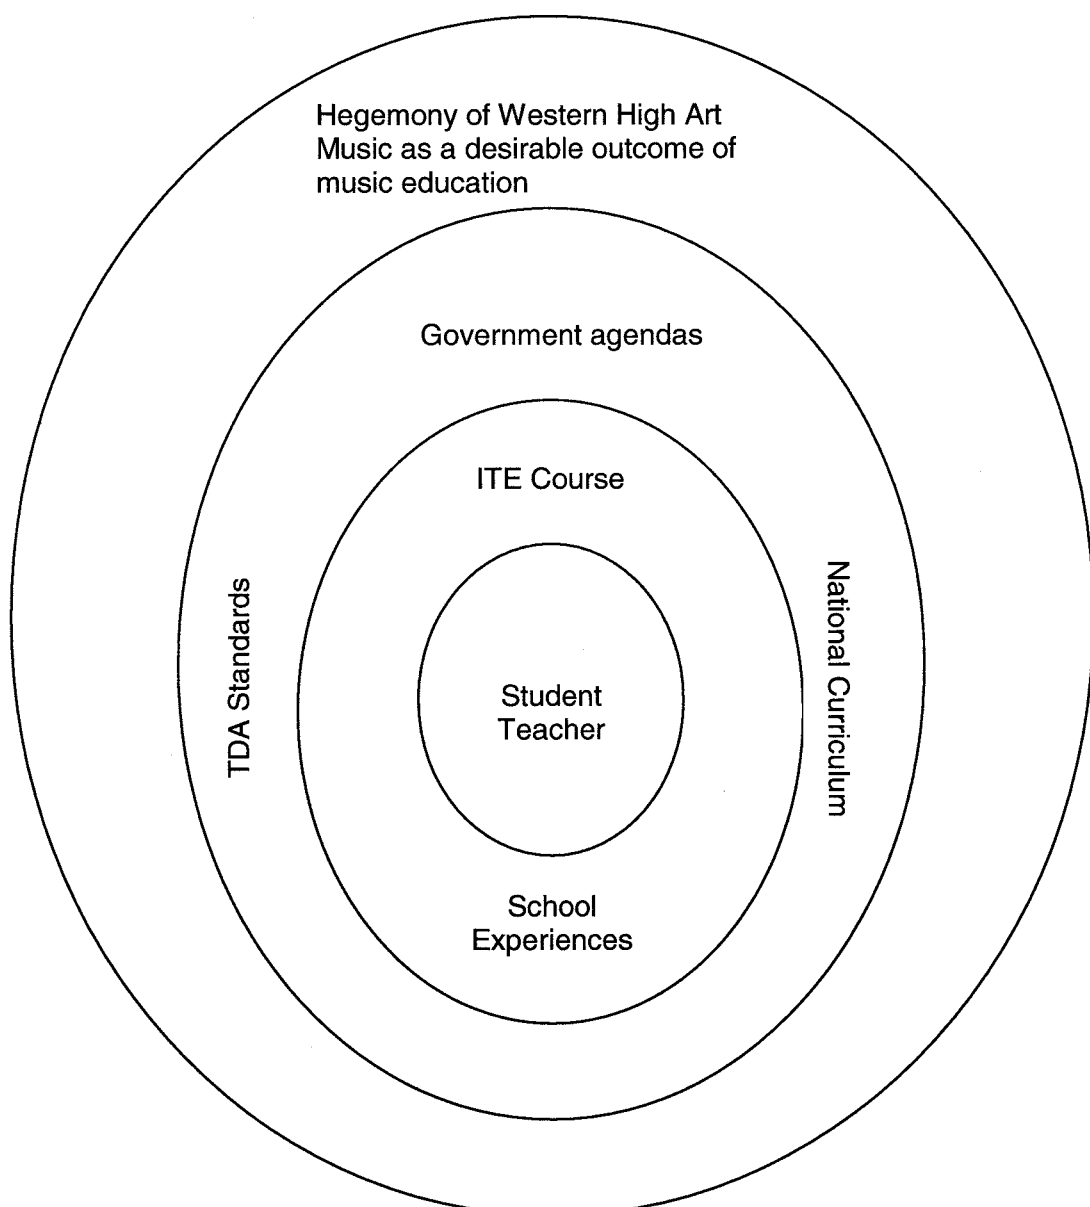 Hegemony of Western High Art
Music as a desirable outcome of
music education
Government agendas
ITE Course
TDA Standards
National Curriculum
Student
Teacher
School
Experiences